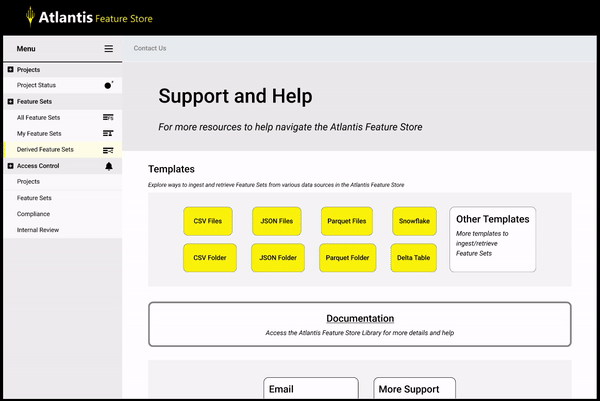 Atlantis Feature Store
Menu
Contact Us
Projects
Project Status
Feature Sets
All Feature Sets
My Feature Sets
Derived Feature Sets
Access Control
Projects
Feature Sets
Compliance
Internal Review
Support and Help
For more resources to help navigate the Atlantis Feature Store
Templates
Explore ways to ingest and retrieve Feature Sets from various data sources in the Atlantis Feature Store
CSV Files
JSON Files
Parquet Files
Snowflake
CSV Folder
JSON Folder
Parquet Folder
Delta Table
Other Templates
More templates to
ingest/retrieve
Feature Sets
Documentation
Access the Atlantis Feature Store Library for more details and help
Email
More Support